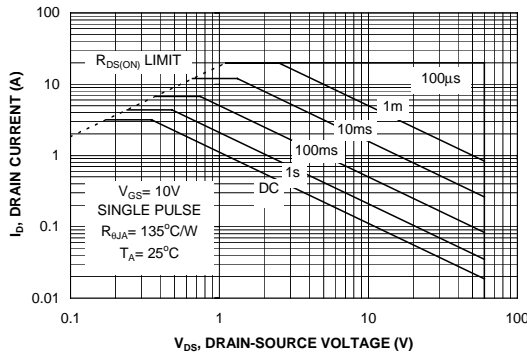 100
10
1
0.1
0.01
I_D, DRAIN CURRENT (A)
R_DS(ON) LIMIT
100μs
1m
10ms
100ms
1s
DC
V_GS= 10V
SINGLE PULSE
R_θJA= 135°C/W
T_A= 25°C
0.1
1
10
100
V_DS, DRAIN-SOURCE VOLTAGE (V)